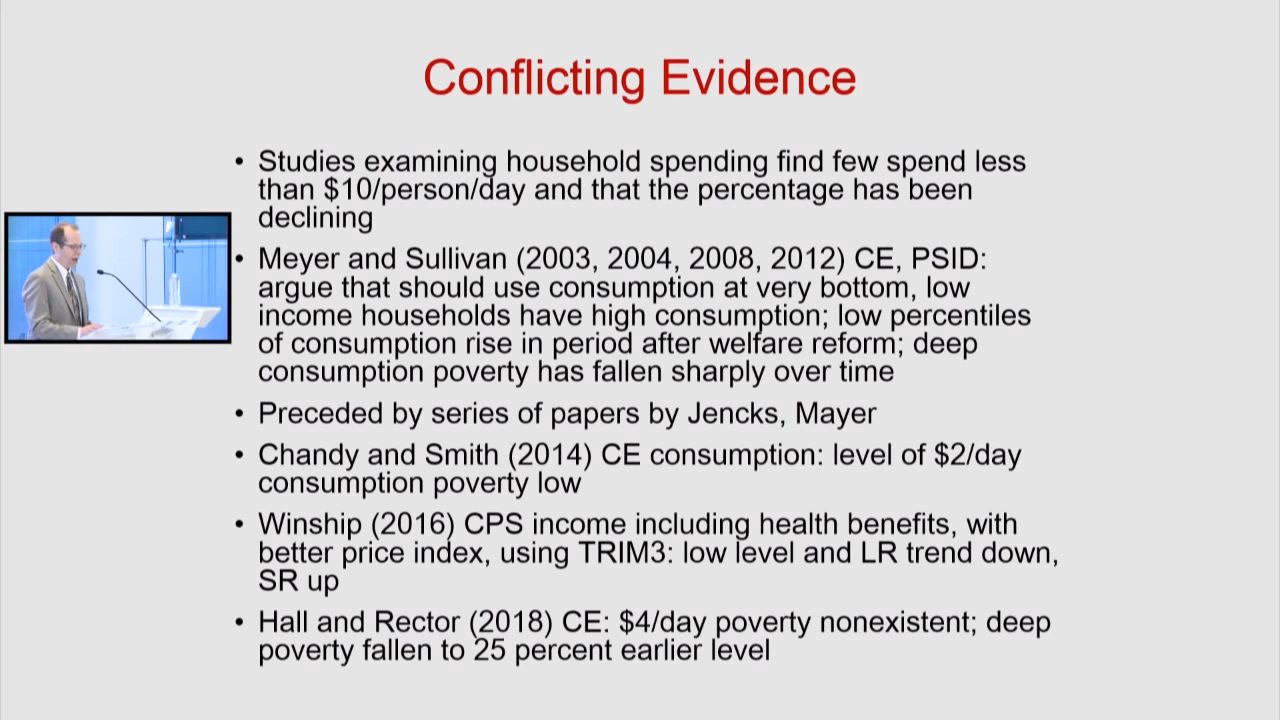 Conflicting Evidence
• Studies examining household spending find few spend less
than $10/person/day and that the percentage has been
declining
• Meyer and Sullivan (2003, 2004, 2008, 2012) CE, PSID:
argue that should use consumption at very bottom, low
income households have high consumption; low percentiles
of consumption rise in period after welfare reform; deep
consumption poverty has fallen sharply over time
• Preceded by series of papers by Jencks, Mayer
• Chandy and Smith (2014) CE consumption: level of $2/day
consumption poverty low
• Winship (2016) CPS income including health benefits, with
better price index, using TRIM3: low level and LR trend down,
SR up
• Hall and Rector (2018) CE: $4/day poverty nonexistent; deep
poverty fallen to 25 percent earlier level